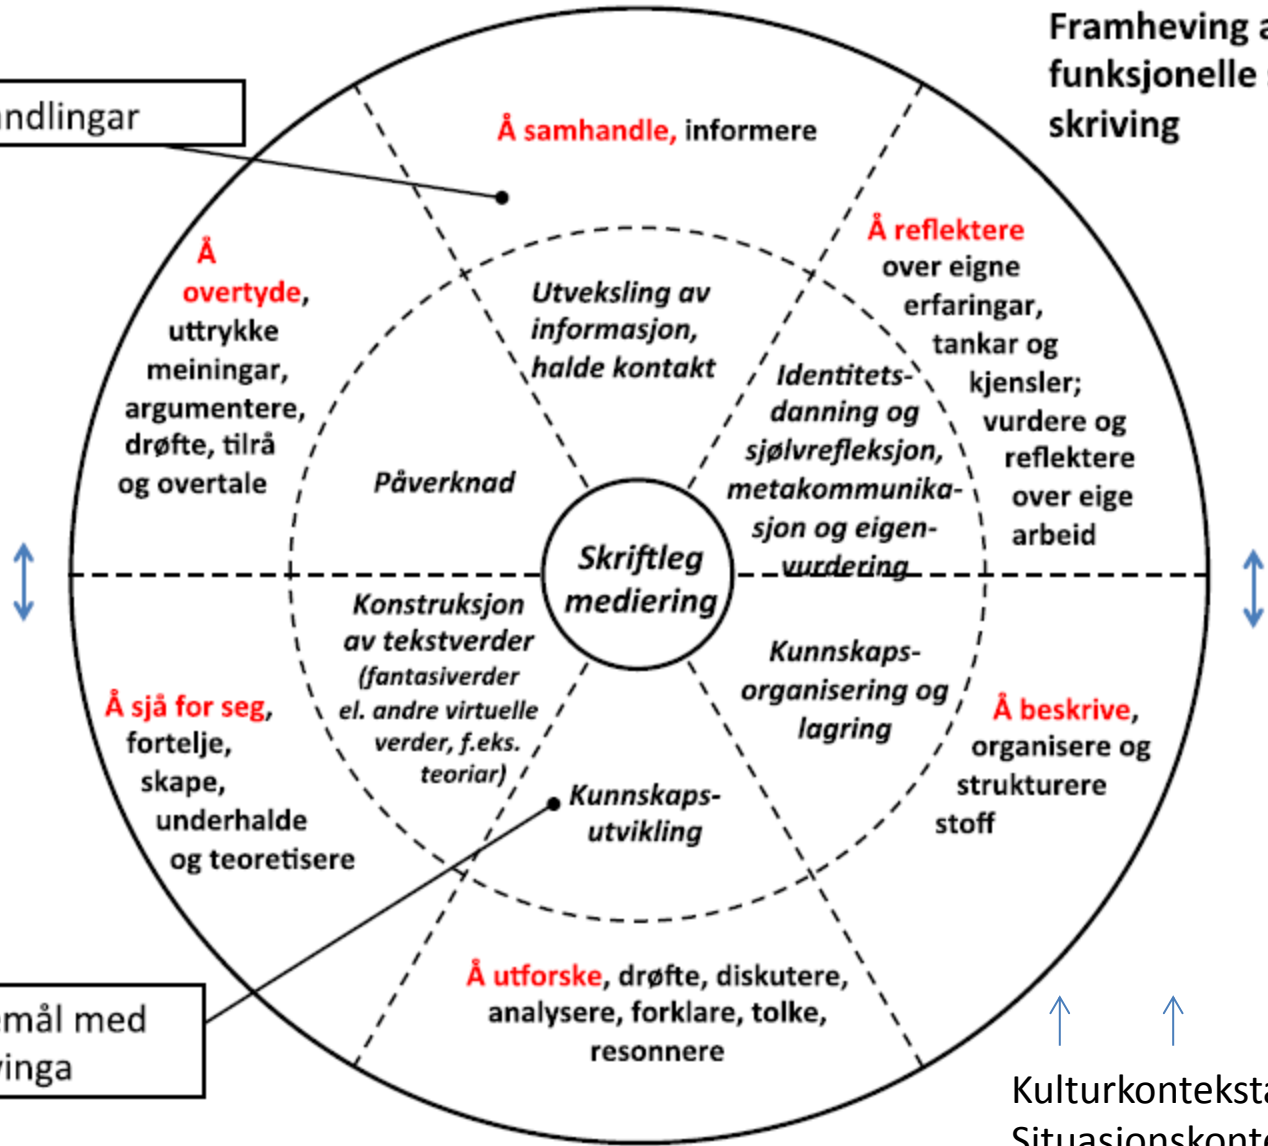 Framheving a
funksjonelle
skriving
ndlingar
Å samhandle, informere
Å
overtyde,
uttrykke
meiningar,
argumentere,
drøfte, tilrå
og overtale
Å reflektere
over eigne
erfaringar,
tankar og
kjensler;
vurdere og
reflektere
over eige
arbeid
Utveksling av
informasjon,
halde kontakt
Identitets-
danning og
sjølvrefleksjon,
metakommunika-
sjon og eigen-
vurdering
Påverknad
Skriftleg
mediering
Konstruksjon
av tekstverder
(fantasiverder
el. andre virtuelle
verder, f.eks.
teoriar)
Kunnskaps-
organisering og
lagring
Å sjå for seg,
fortelje,
skape,
underhalde
og teoretisere
Å beskrive,
organisere og
strukturere
stoff
Kunnskaps-
utvikling
Å utforske, drøfte, diskutere,
analysere, forklare, tolke,
resonnere
mål med
inga
Kulturkonteksta
Situasjonskonte